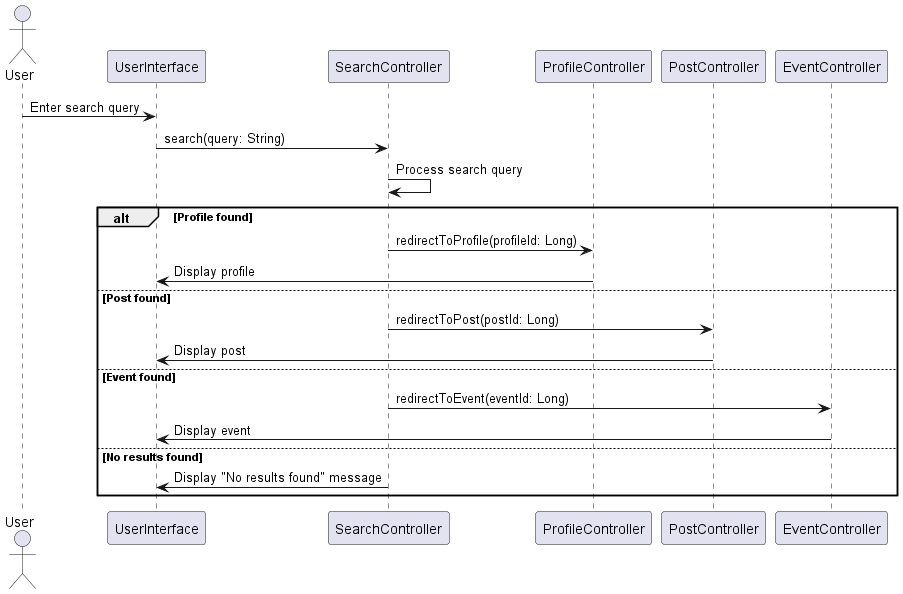 User
UserInterface
SearchController
ProfileController
PostController
EventController
Enter search query
search(query: String)
Process search query
alt
[Profile found]
redirectToProfile(profileId: Long)
Display profile
[Post found]
redirectToPost(postId: Long)
Display post
[Event found]
redirectToEvent(eventId: Long)
Display event
[No results found]
Display "No results found" message
User
UserInterface
SearchController
ProfileController
PostController
EventController